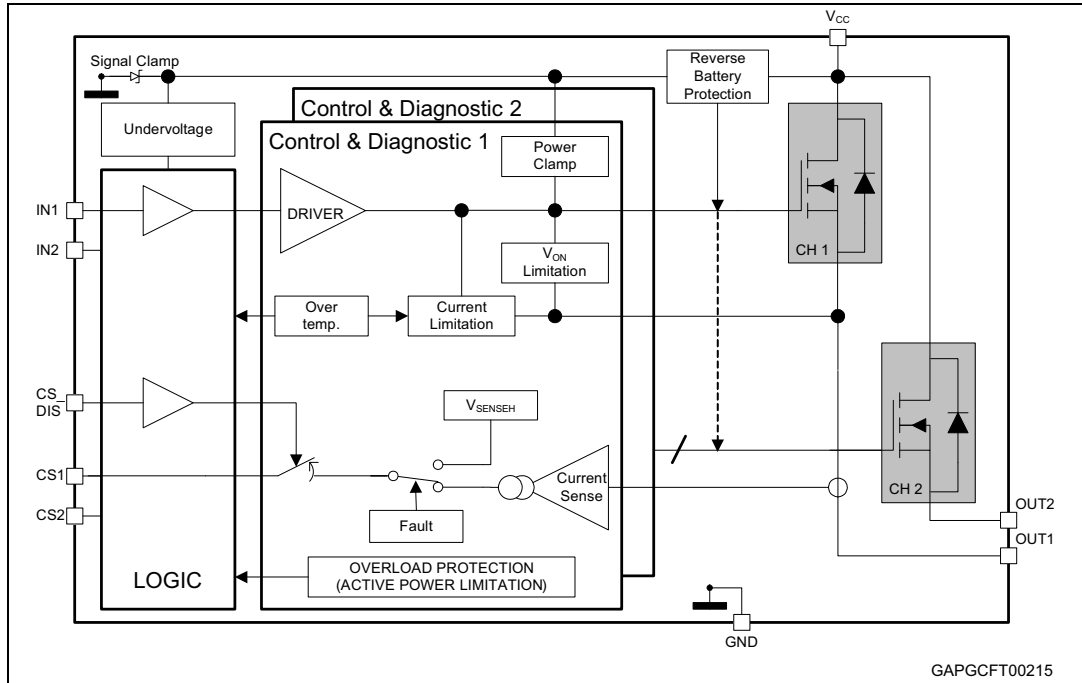 VCC
Signal Clamp
Reverse
Battery
Protection
Control & Diagnostic 2
Undervoltage
Control & Diagnostic 1
Power
Clamp
IN1
DRIVER
IN2
VON
Limitation
CH 1
Over
temp.
Current
Limitation
CS_
DIS
VSENSEH
CS1
Current
Sense
CH 2
CS2
Fault
OUT2
OUT1
LOGIC
OVERLOAD PROTECTION
(ACTIVE POWER LIMITATION)
GND
GAPGCFT00215